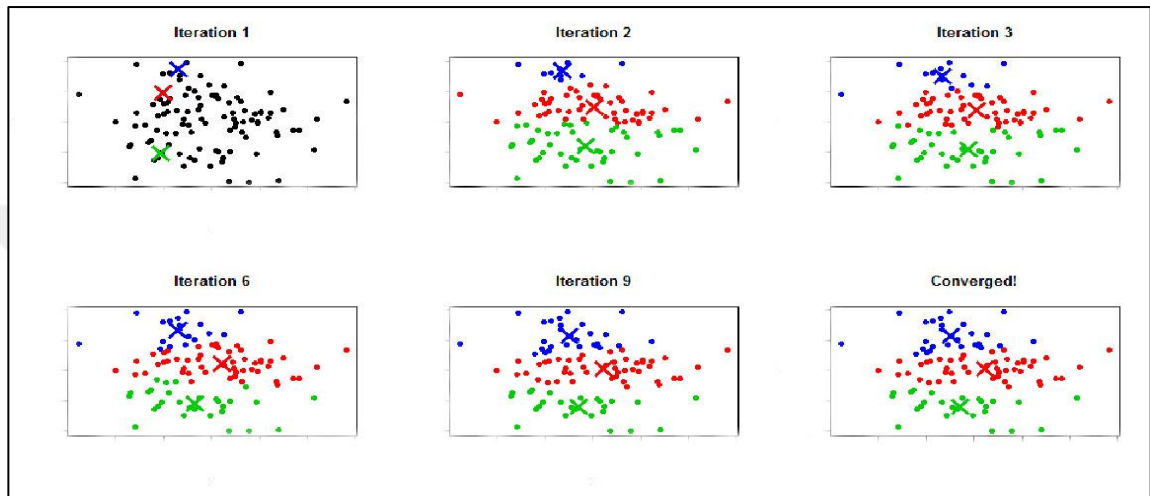 Iteration 1
Iteration 2
Iteration 3
Iteration 6
Iteration 9
Converged!